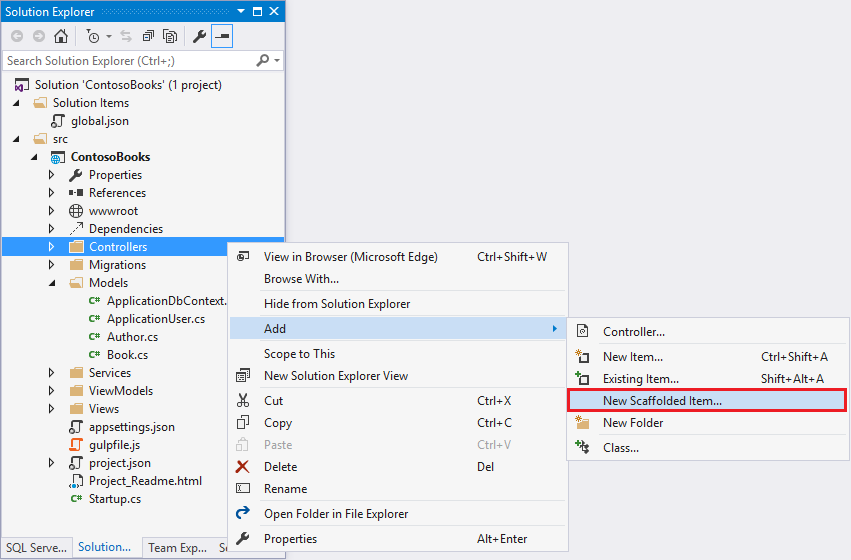 Solution Explorer
Search Solution Explorer (Ctrl+;)
Solution 'ContosoBooks' (1 project)
Solution Items
global.json
src
ContosoBooks
Properties
References
wwwroot
Dependencies
Controllers
Migrations
Models
ApplicationDbContext.
ApplicationUser.cs
Author.cs
Book.cs
Services
ViewModels
Views
appsettings.json
gulpfile.js
project.json
Project_Readme.html
Startup.cs
SQL Serve... Solution... Team Exp...
View in Browser (Microsoft Edge) Ctrl+Shift+W
Browse With...
Hide from Solution Explorer
Add
Scope to This
New Solution Explorer View
Cut Ctrl+X
Copy Ctrl+C
Paste Ctrl+V
Delete Del
Rename
Open Folder in File Explorer
Properties Alt+Enter
Controller...
New Item... Ctrl+Shift+A
Existing Item... Shift+Alt+A
New Scaffolded Item...
New Folder
Class...